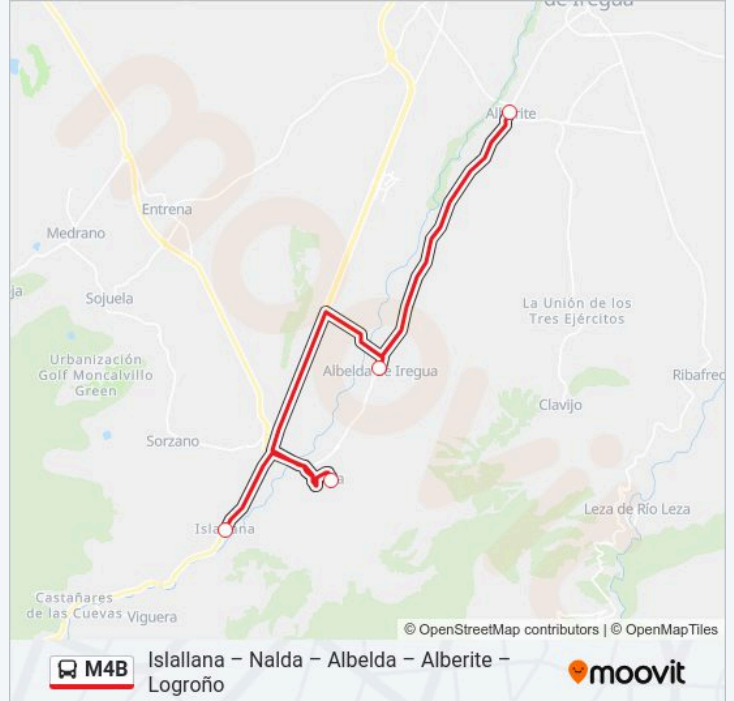 de Iregua
Alberite
Entrena
Medrano
Sojuela
La Unión de los
Tres Ejércitos
Urbanización
Golf Moncalvillo
Green
Albelda de Iregua
Ribafrec
Clavijo
Sorzano
Islallana
Leza de Río Leza
Castañares
de las Cuevas
Viguera
© OpenStreetMap contributors | © OpenMapTiles
M4B
Islallana – Nalda – Albelda – Alberite –
Logroño
moovit